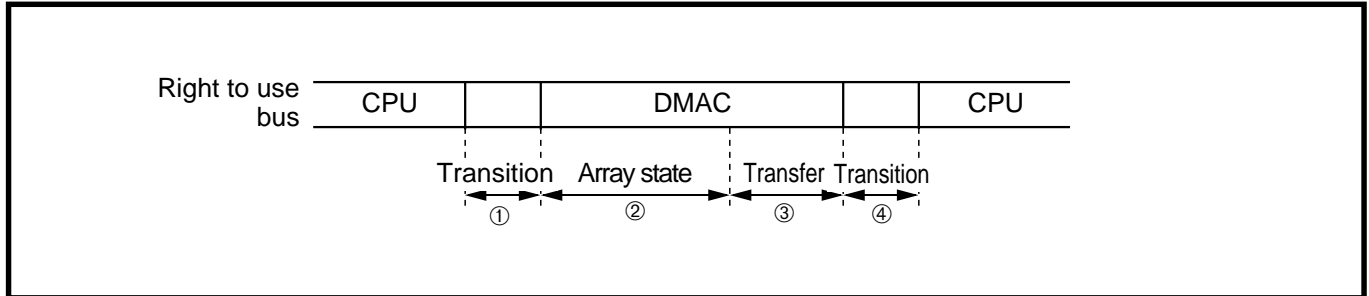 Right to use
bus
CPU
DMAC
CPU
Transition
Array state
Transfer
Transition
①
②
③
④